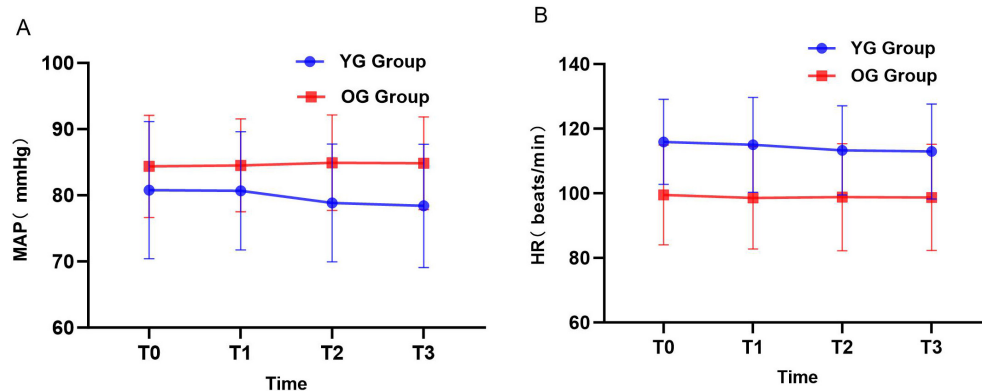 A
YG Group
OG Group
MAP( mmHg)
100
90
80
70
60
T0 T1 T2 T3
Time
B
YG Group
OG Group
HR( beats/min)
140
120
100
80
60
T0 T1 T2 T3
Time